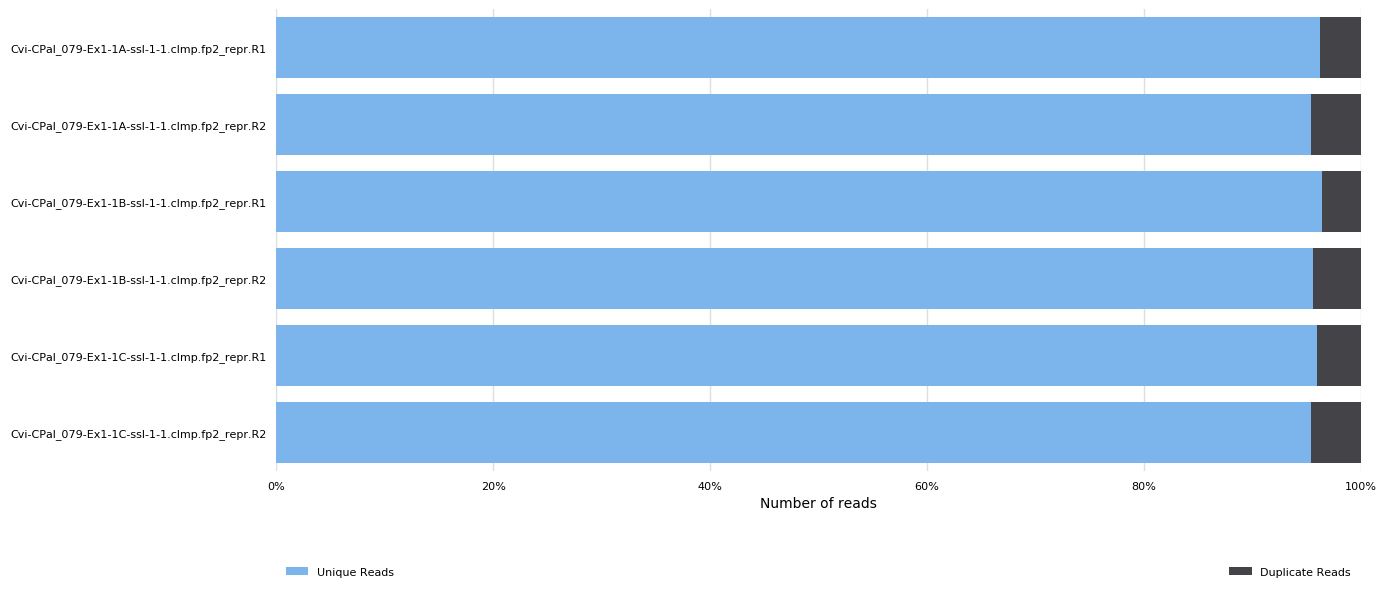 Cvi-CPal_079-Ex1-1A-ssl-1-1.clmp.fp2_repr.R1
Cvi-CPal_079-Ex1-1A-ssl-1-1.clmp.fp2_repr.R2
Cvi-CPal_079-Ex1-1B-ssl-1-1.clmp.fp2_repr.R1
Cvi-CPal_079-Ex1-1B-ssl-1-1.clmp.fp2_repr.R2
Cvi-CPal_079-Ex1-1C-ssl-1-1.clmp.fp2_repr.R1
Cvi-CPal_079-Ex1-1C-ssl-1-1.clmp.fp2_repr.R2
0% 20% 40% 60% 80% 100%
Number of reads
Unique Reads Duplicate Reads